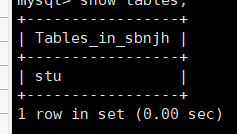 mysql> show tables;
+-----------------+
| Tables_in_sbnjh |
+-----------------+
| stu             |
+-----------------+
1 row in set (0.00 sec)